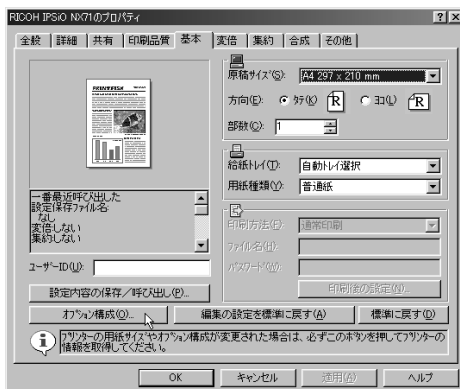 RICOH IPSiO NX71のプロパティ
全般 詳細 共有 印刷品質 基本 変倍 集約 合成 その他
原稿サイズ(S): A4 297 x 210 mm
方向(E): タテ(K) R ヨコ(L) R
部数(C): 1
給紙トレイ(T): 自動トレイ選択
用紙種類(Y): 普通紙
一番最近呼び出した
設定保存ファイル名:
なし
変倍しない
集約しない
印刷方法(F): 通常印刷
ファイル名(H):
パスワード(W):
ユーザーID(U):
印刷後の設定(N)...
設定内容の保存/呼び出し(P)...
オプション構成(O)... 編集の設定を標準に戻す(A) 標準に戻す(D)
プリンターの用紙サイズやオプション構成が変更された場合は、必ずこのボタンを押してプリンターの
情報を取得してください。
OK キャンセル 適用(A) ヘルプ